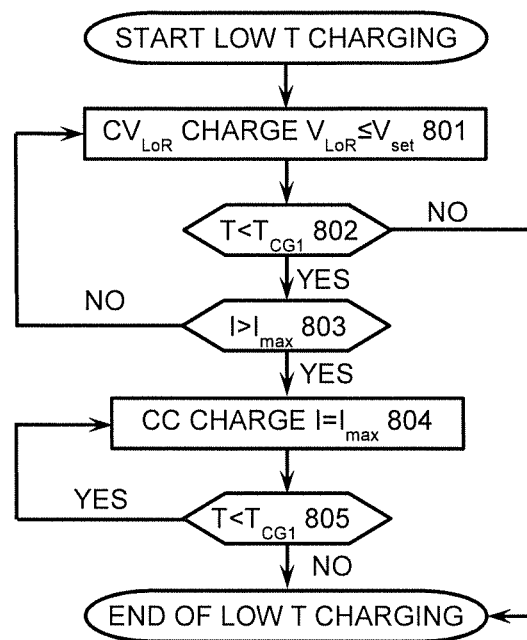 START LOW T CHARGING
CV_LoR CHARGE V_LoR≤V_set 801
T<T_CG1 802
NO
YES
NO
I>I_max 803
YES
CC CHARGE I=I_max 804
YES
T<T_CG1 805
NO
END OF LOW T CHARGING